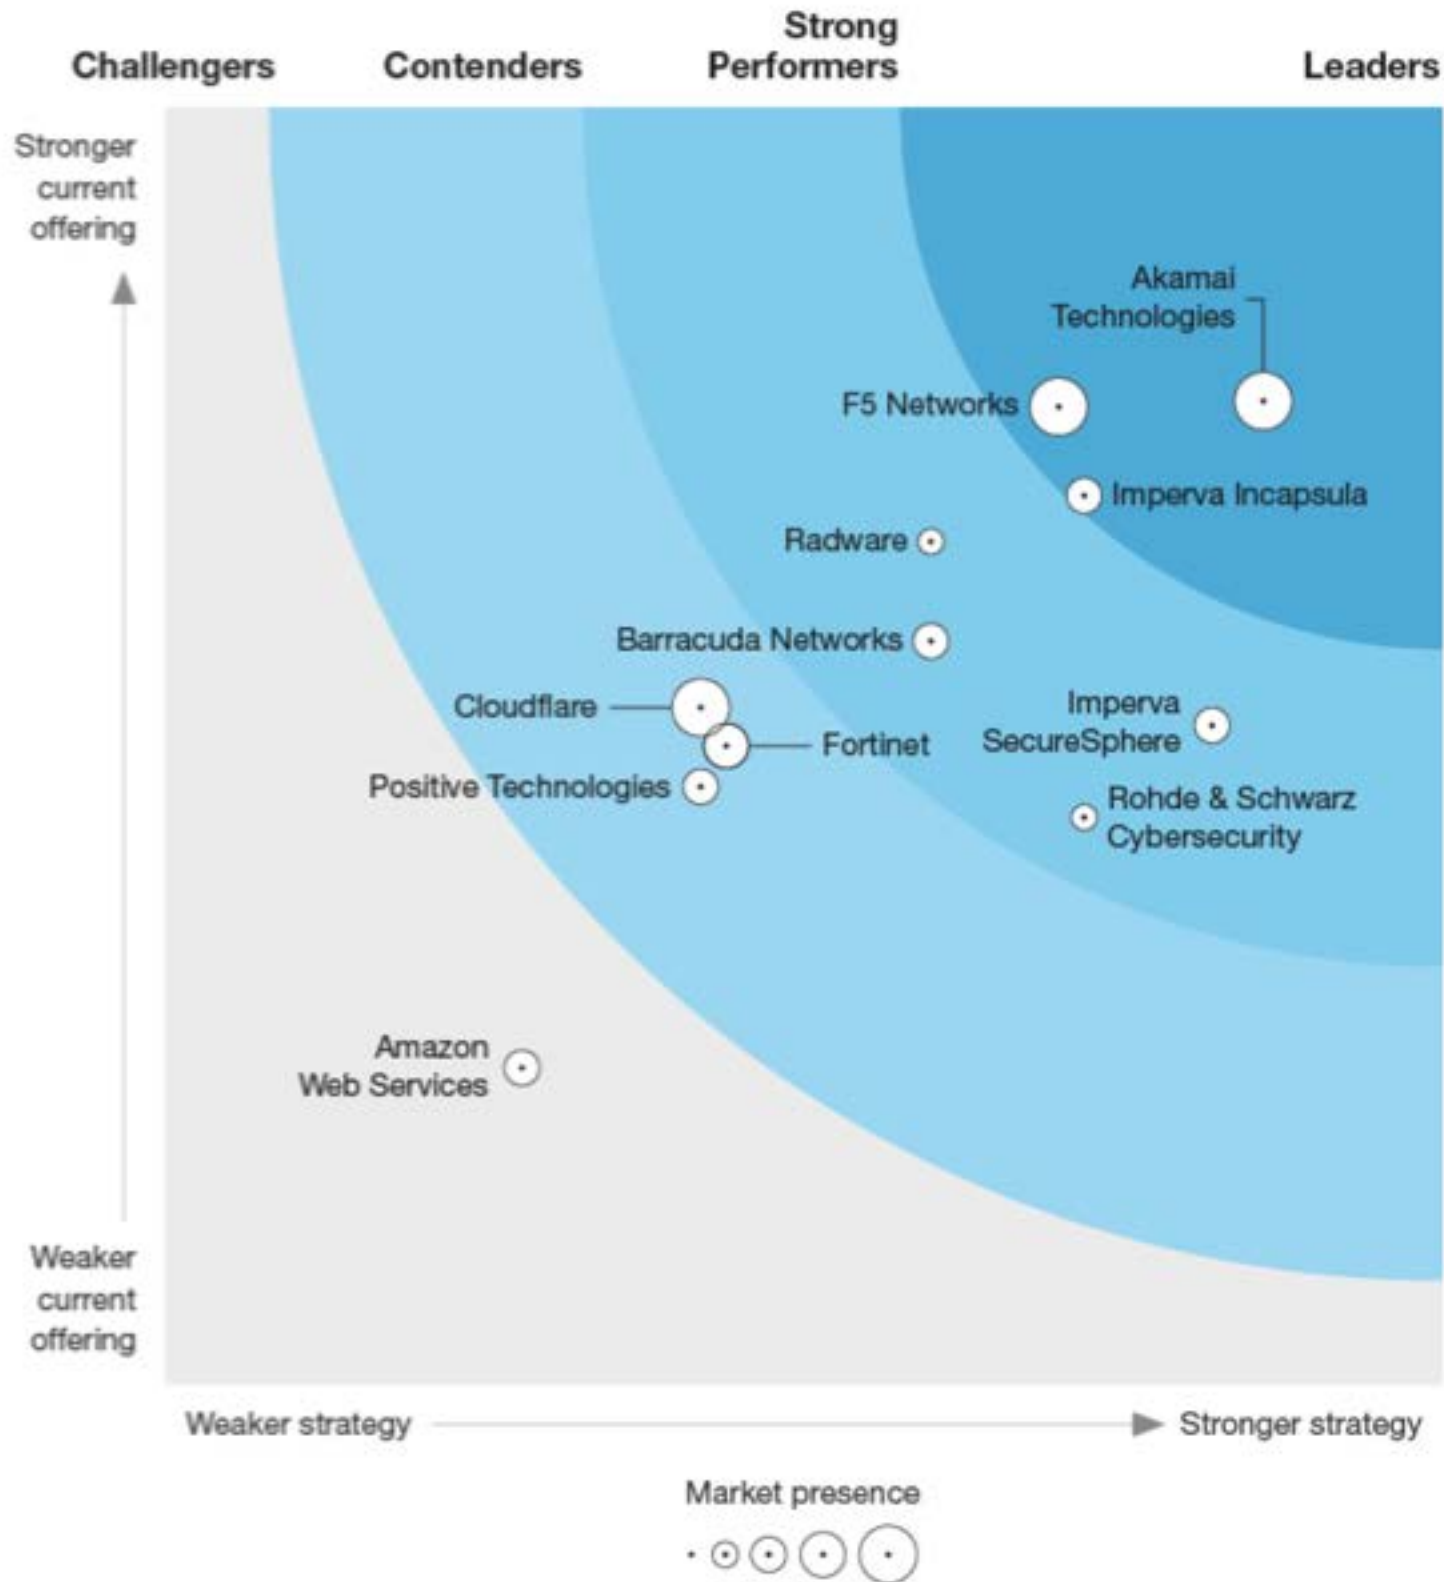 Strong
Challengers Contenders Performers Leaders
Stronger
current
offering
Akamai
Technologies
F5 Networks
Imperva Incapsula
Radware
Barracuda Networks
Cloudflare
Imperva
SecureSphere
Fortinet
Positive Technologies
Rohde & Schwarz
Cybersecurity
Amazon
Web Services
Weaker
current
offering
Weaker strategy
Stronger strategy
Market presence